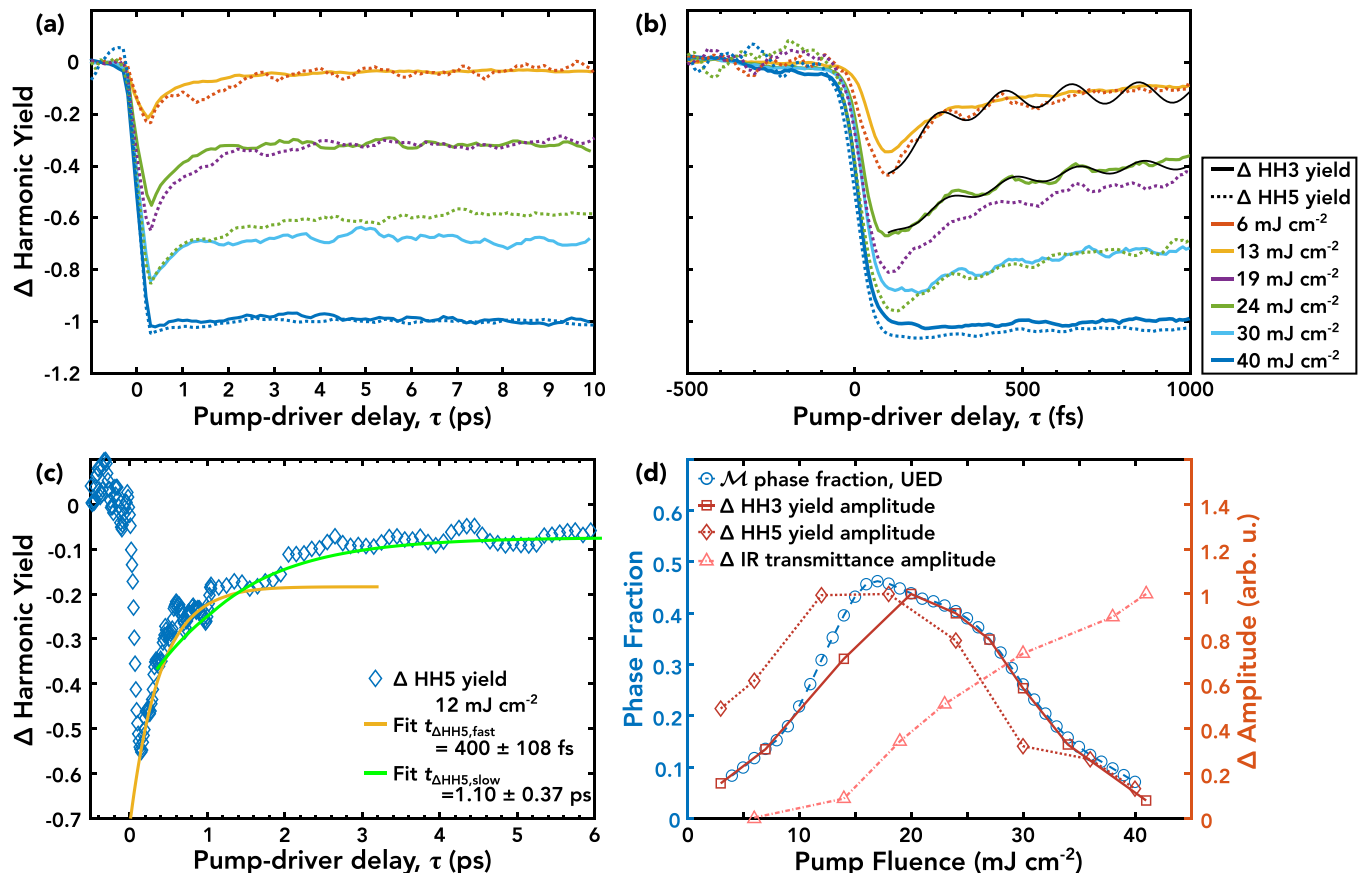 (a)
0
-0.2
-0.4
-0.6
-0.8
-1
-1.2
Δ Harmonic Yield
0 1 2 3 4 5 6 7 8 9 10
Pump-driver delay, τ (ps)
(b)
-500 0 500 1000
Pump-driver delay, τ (fs)
Δ HH3 yield
Δ HH5 yield
6 mJ cm⁻²
13 mJ cm⁻²
19 mJ cm⁻²
24 mJ cm⁻²
30 mJ cm⁻²
40 mJ cm⁻²
(c)
0
-0.1
-0.2
-0.3
-0.4
-0.5
-0.6
-0.7
Δ Harmonic Yield
Δ HH5 yield
12 mJ cm⁻²
Fit tΔHH5,fast
= 400 ± 108 fs
Fit tΔHH5,slow
=1.10 ± 0.37 ps
0 1 2 3 4 5 6
Pump-driver delay, τ (ps)
(d)
ℳ phase fraction, UED
Δ HH3 yield amplitude
Δ HH5 yield amplitude
Δ IR transmittance amplitude
0.6
0.5
0.4
0.3
0.2
0.1
0
Phase Fraction
1.4
1.2
1
0.8
0.6
0.4
0.2
0
Δ Amplitude (arb. u.)
0 10 20 30 40
Pump Fluence (mJ cm⁻²)